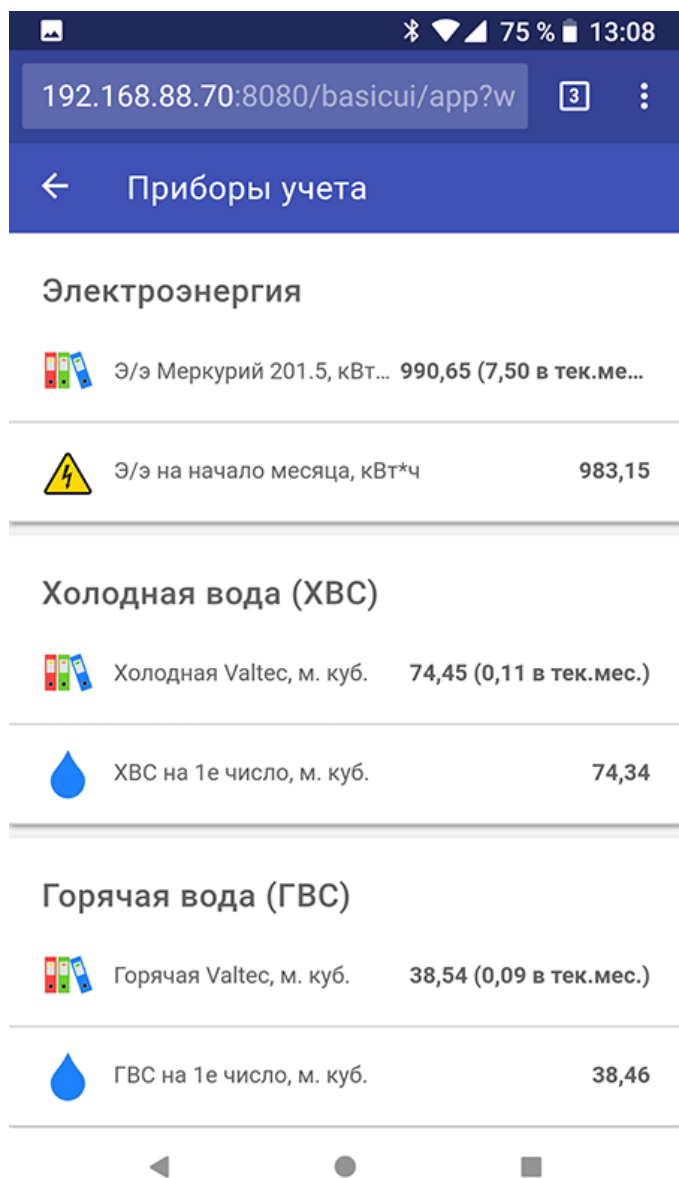 75 % 13:08
192.168.88.70:8080/basicui/app?w 3
Приборы учета
Электроэнергия
Э/э Меркурий 201.5, кВт... 990,65 (7,50 в тек.ме...
Э/э на начало месяца, кВт*ч 983,15
Холодная вода (ХВС)
Холодная Valtec, м. куб. 74,45 (0,11 в тек.мес.)
ХВС на 1е число, м. куб. 74,34
Горячая вода (ГВС)
Горячая Valtec, м. куб. 38,54 (0,09 в тек.мес.)
ГВС на 1е число, м. куб. 38,46